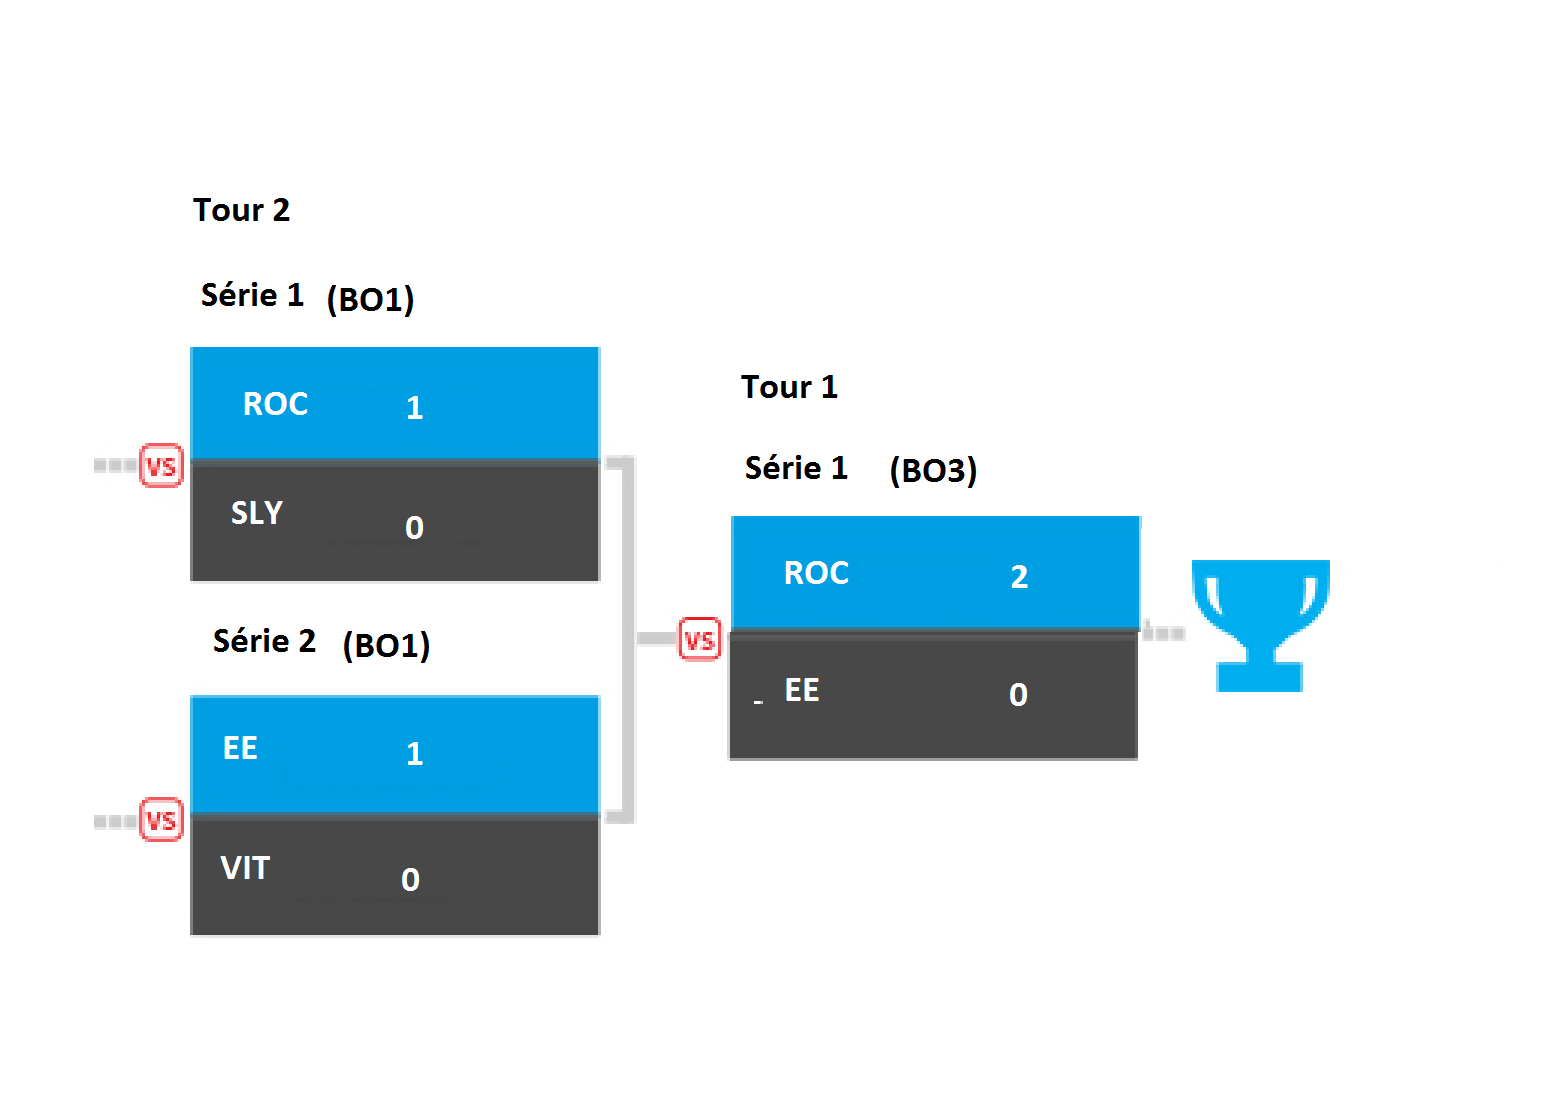 Tour 2
Série 1 (BO1)
ROC 1
VS
SLY 0
Série 2 (BO1)
EE 1
VS
VIT 0
Tour 1
Série 1 (BO3)
ROC 2
VS
- EE 0